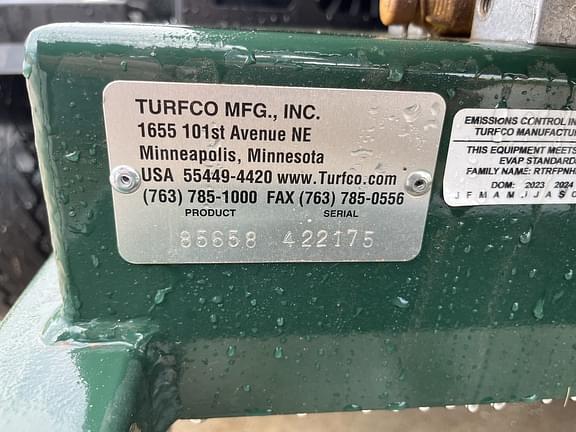 TURFCO MFG., INC.
1655 101st Avenue NE
Minneapolis, Minnesota
USA 55449-4420 www.Turfco.com
(763) 785-1000 FAX (763) 785-0556
PRODUCT SERIAL
85658 422175
EMISSIONS CONTROL IN
TURFCO MANUFACTU
THIS EQUIPMENT MEETS
EVAP STANDARD
FAMILY NAME: RTRFPNH
DOM: 2023 2024
J F M A M J J A S O